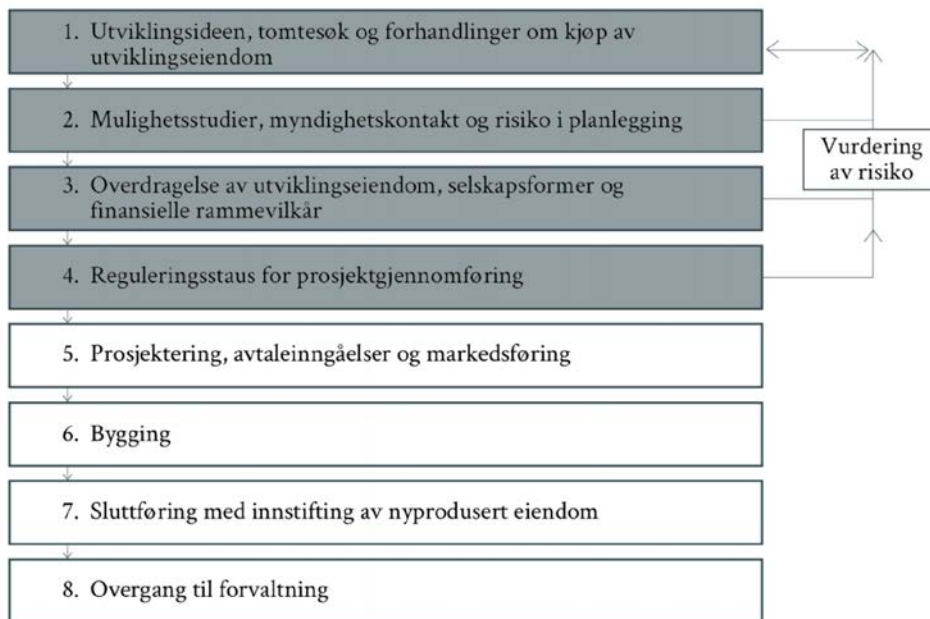 1. Utviklingsideen, tomtesøk og forhandlinger om kjøp av
utviklingseiendom
2. Mulighetsstudier, myndighetskontakt og risiko i planlegging
Vurdering
av risiko
3. Overdragelse av utviklingseiendom, selskapsformer og
finansielle rammevilkår
4. Reguleringsstaus for prosjektgjennomføring
5. Prosjektering, avtaleinngåelser og markedsføring
6. Bygging
7. Sluttføring med innstifting av nyprodusert eiendom
8. Overgang til forvaltning